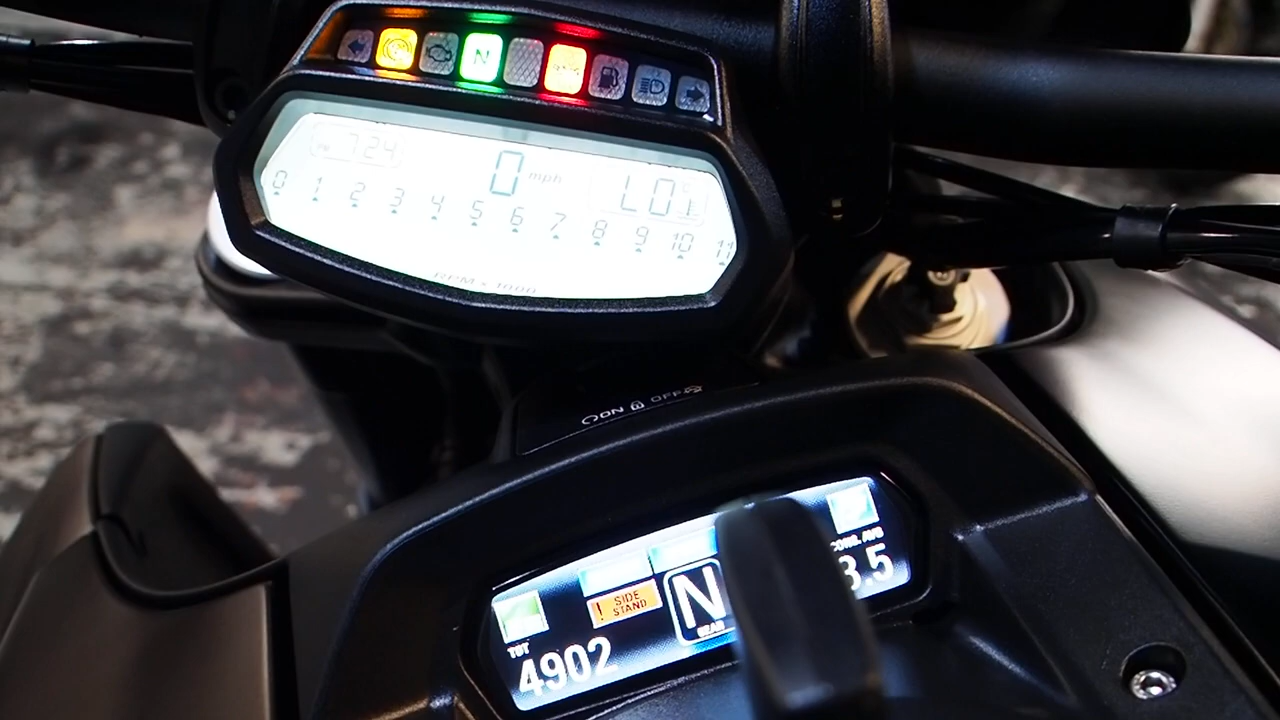 N
724
0 mph
LO
0 1 2 3 4 5 6 7 8 9 10 11
RPM x 1000
ON OFF
SIDE
STAND
N
GEAR
CONS. AVG
3.5
TOT
4902